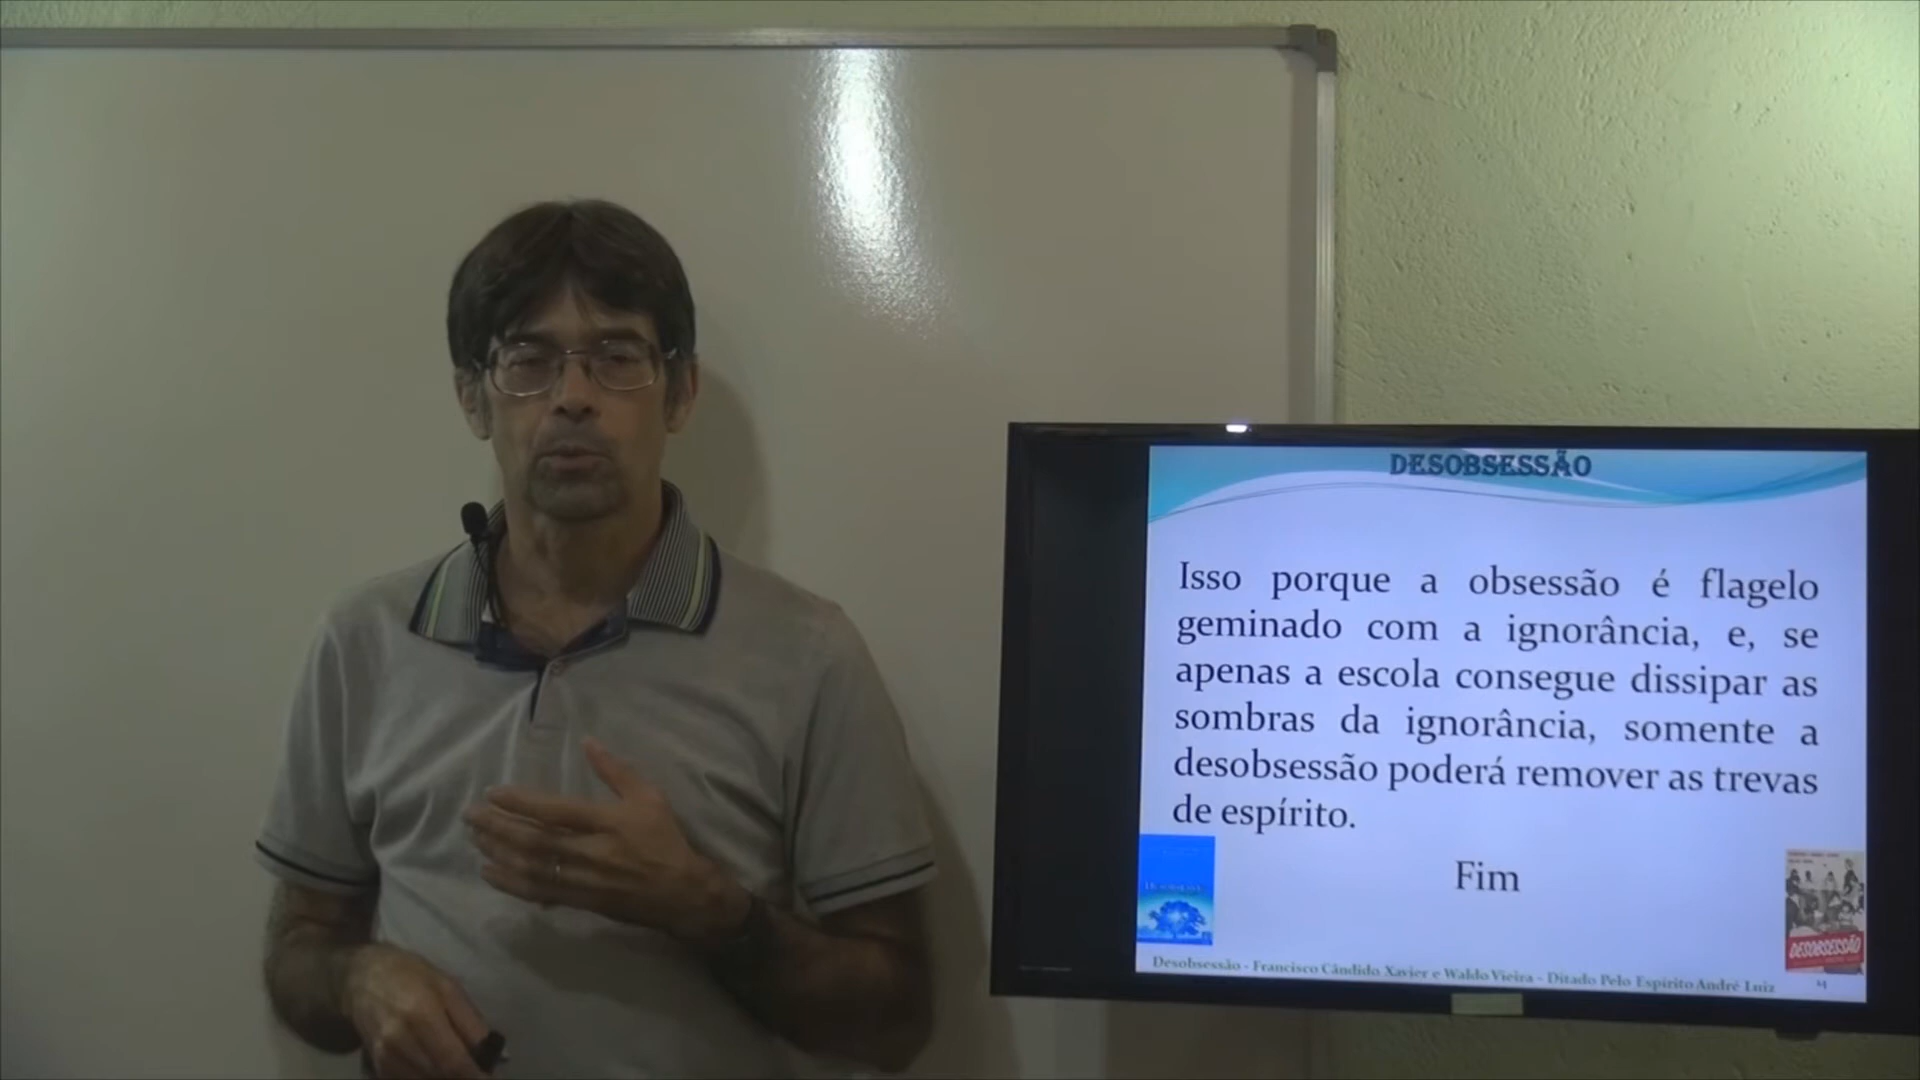 DESOBSESSÃO
Isso porque a obsessão é flagelo
geminado com a ignorância, e, se
apenas a escola consegue dissipar as
sombras da ignorância, somente a
desobsessão poderá remover as trevas
de espírito.
Fim
DESOBSESSÃO
Desobsessão - Francisco Cândido Xavier e Waldo Vieira - Ditado Pelo Espírito André Luiz